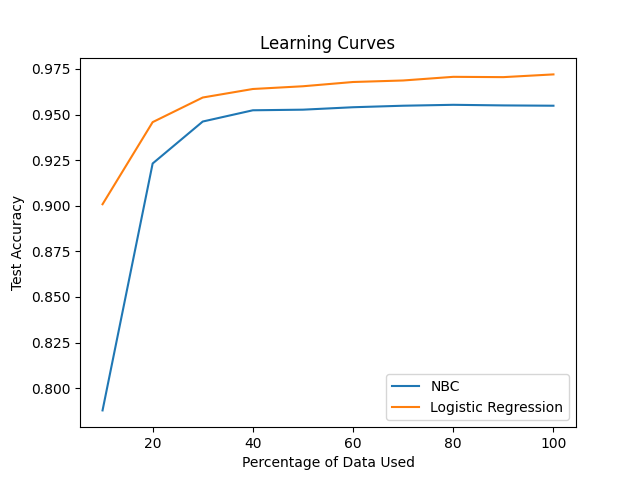 Learning Curves
0.975
0.950
0.925
0.900
0.875
0.850
0.825
0.800
Test Accuracy
NBC
Logistic Regression
20
40
60
80
100
Percentage of Data Used